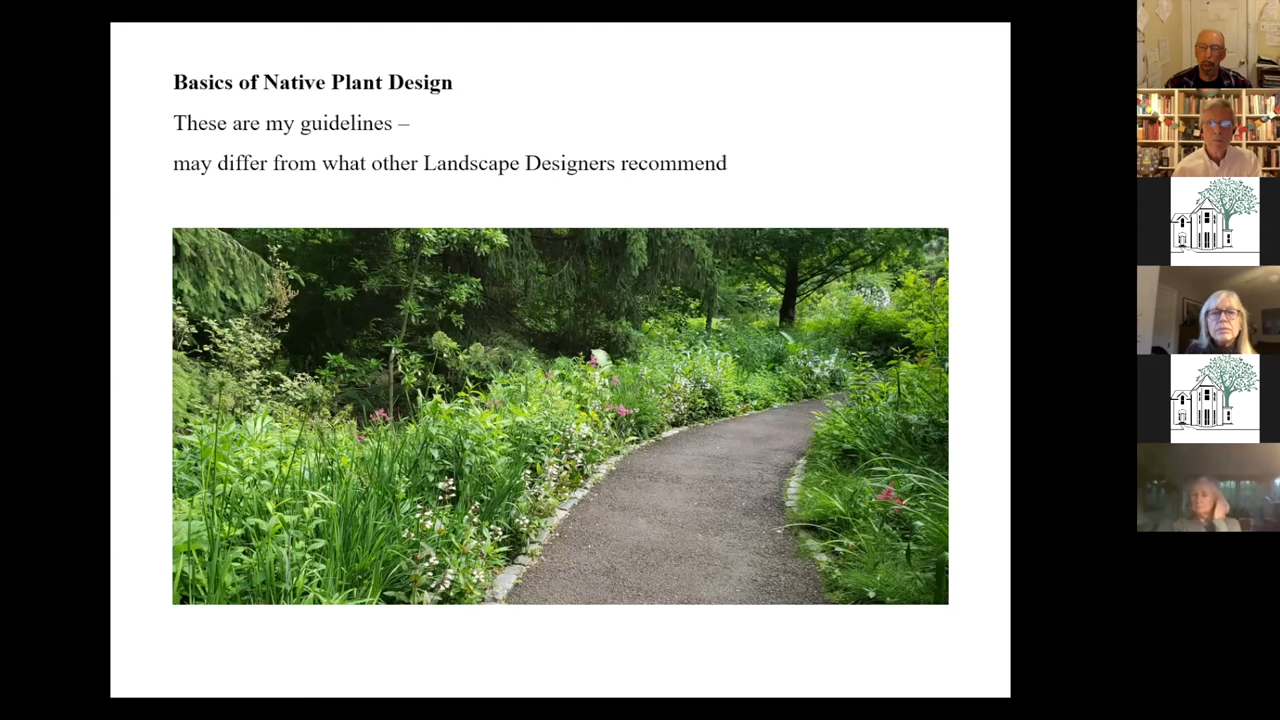 Basics of Native Plant Design
These are my guidelines –
may differ from what other Landscape Designers recommend